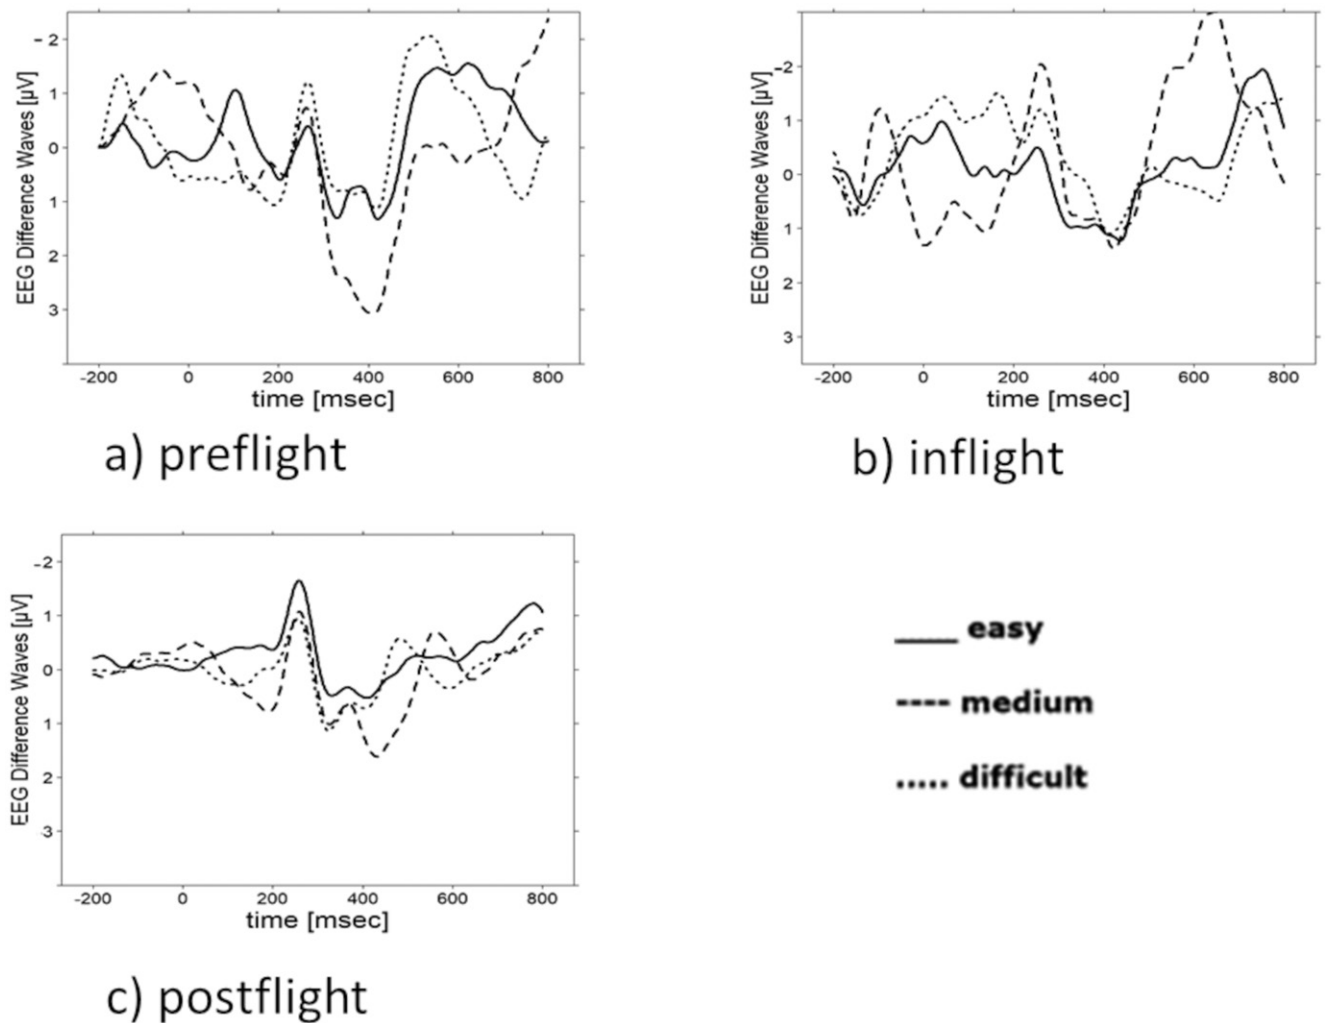 EEG Difference Waves [µV]
- 2
1
0
1
2
3
-200 0 200 400 600 800
time [msec]
a) preflight
EEG Difference Waves [µV]
-2
1
0
1
2
3
-200 0 200 400 600 800
time [msec]
b) inflight
EEG Difference Waves [µV]
-2
1
0
1
2
3
-200 0 200 400 600 800
time [msec]
c) postflight
easy
medium
difficult